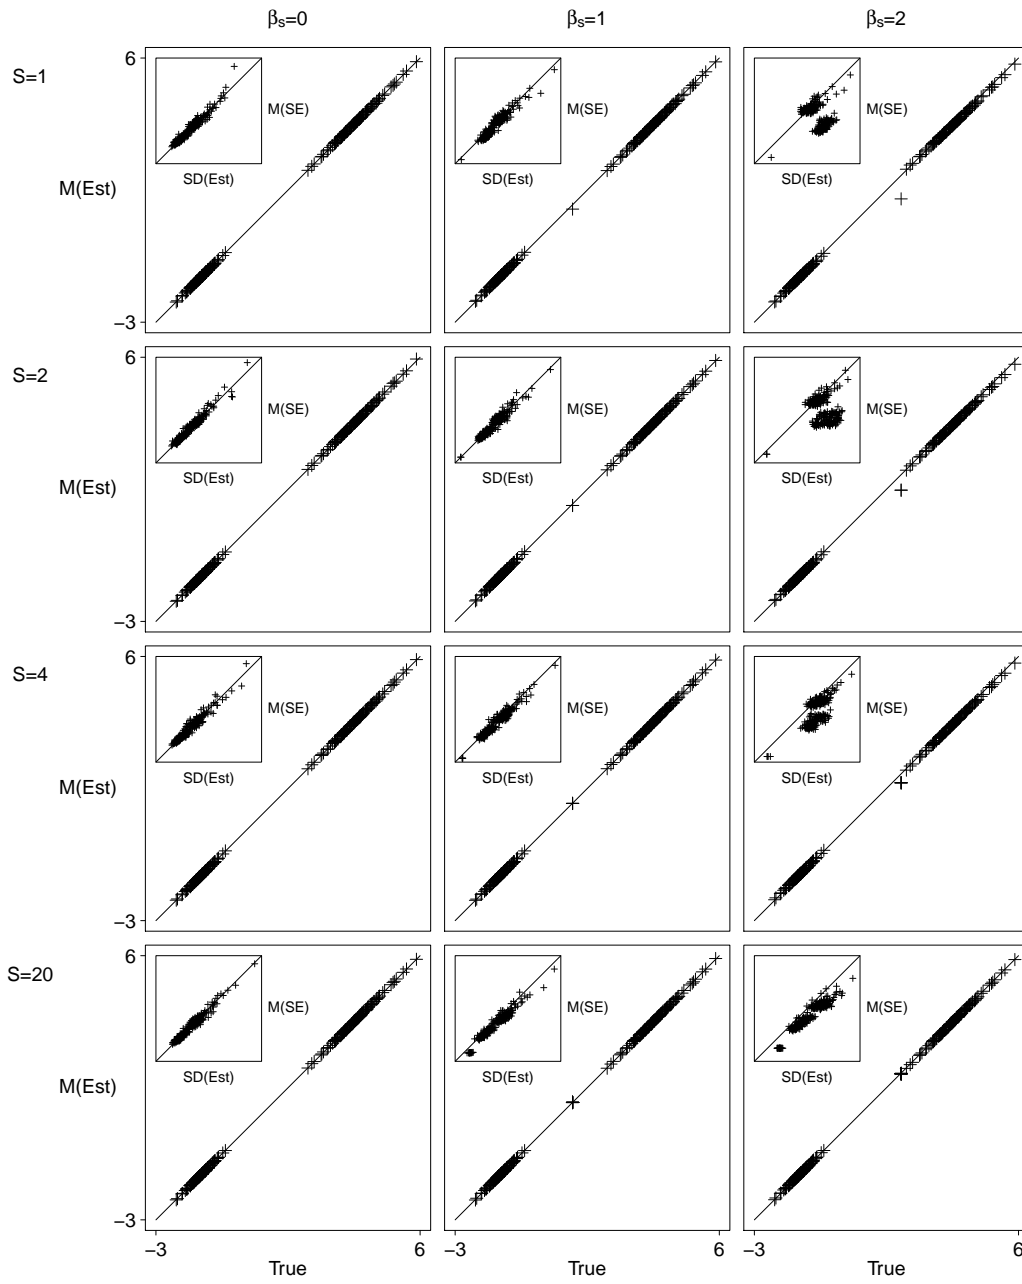 βs=0 βs=1 βs=2
S=1
6
M(SE) M(SE) M(SE)
SD(Est) SD(Est) SD(Est)
M(Est)
−3
6
S=2
M(SE) M(SE) M(SE)
SD(Est) SD(Est) SD(Est)
M(Est)
−3
6
S=4
M(SE) M(SE) M(SE)
SD(Est) SD(Est) SD(Est)
M(Est)
−3
6
S=20
M(SE) M(SE) M(SE)
SD(Est) SD(Est) SD(Est)
M(Est)
−3
−3 6 −3 6 −3 6
True True True